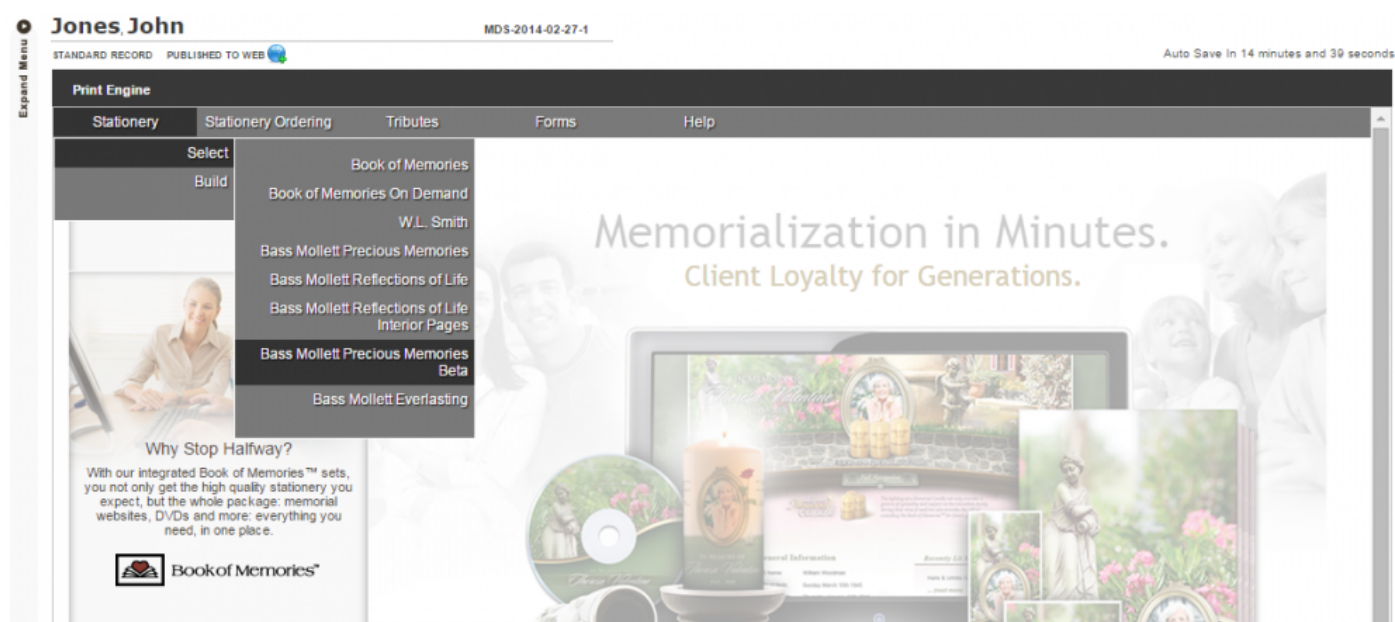 Jones, John
MDS-2014-02-27-1
STANDARD RECORD PUBLISHED TO WEB
Auto Save In 14 minutes and 39 seconds
Expand Menu
Print Engine
Stationery Stationery Ordering Tributes Forms Help
Select
Build
Book of Memories
Book of Memories On Demand
W.L. Smith
Bass Mollett Precious Memories
Bass Mollett Reflections of Life
Bass Mollett Reflections of Life
Interior Pages
Bass Mollett Precious Memories
Beta
Bass Mollett Everlasting
Memorialization in Minutes.
Client Loyalty for Generations.
Why Stop Halfway?
With our integrated Book of Memories™ sets,
you not only get the high quality stationery you
expect, but the whole package: memorial
websites, DVDs and more: everything you
need, in one place.
Book of Memories™
General Information